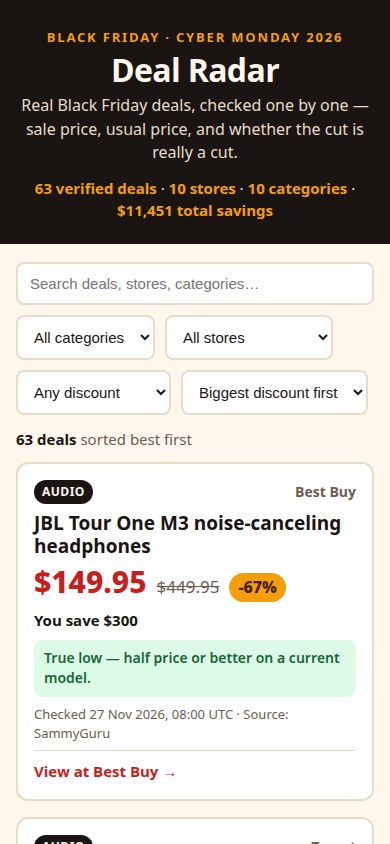 BLACK FRIDAY · CYBER MONDAY 2026
Deal Radar
Real Black Friday deals, checked one by one —
sale price, usual price, and whether the cut is
really a cut.
63 verified deals · 10 stores · 10 categories ·
$11,451 total savings
Search deals, stores, categories…
All categories All stores
Any discount Biggest discount first
63 deals sorted best first
AUDIO Best Buy
JBL Tour One M3 noise-canceling
headphones
$149.95 $449.95 -67%
You save $300
True low — half price or better on a current
model.
Checked 27 Nov 2026, 08:00 UTC · Source:
SammyGuru
View at Best Buy →